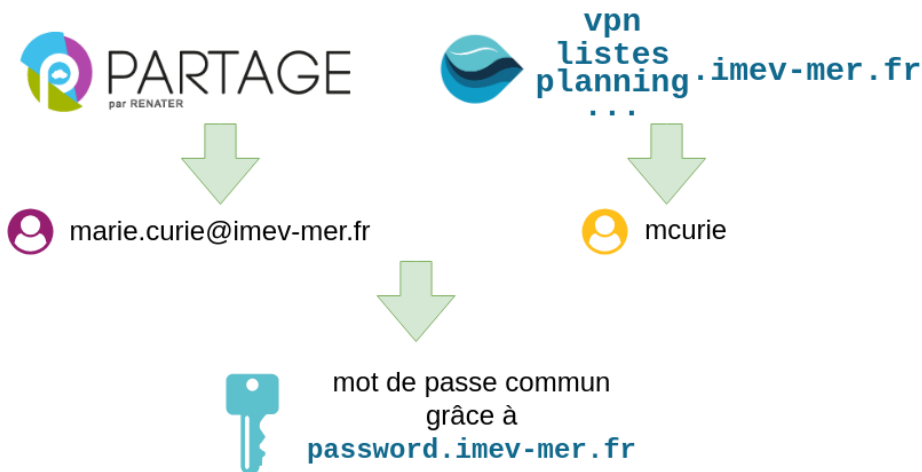 PARTAGE
par RENATER
vpn
listes
planning
...
.imev-mer.fr
marie.curie@imev-mer.fr
mcurie
mot de passe commun
grâce à
password.imev-mer.fr